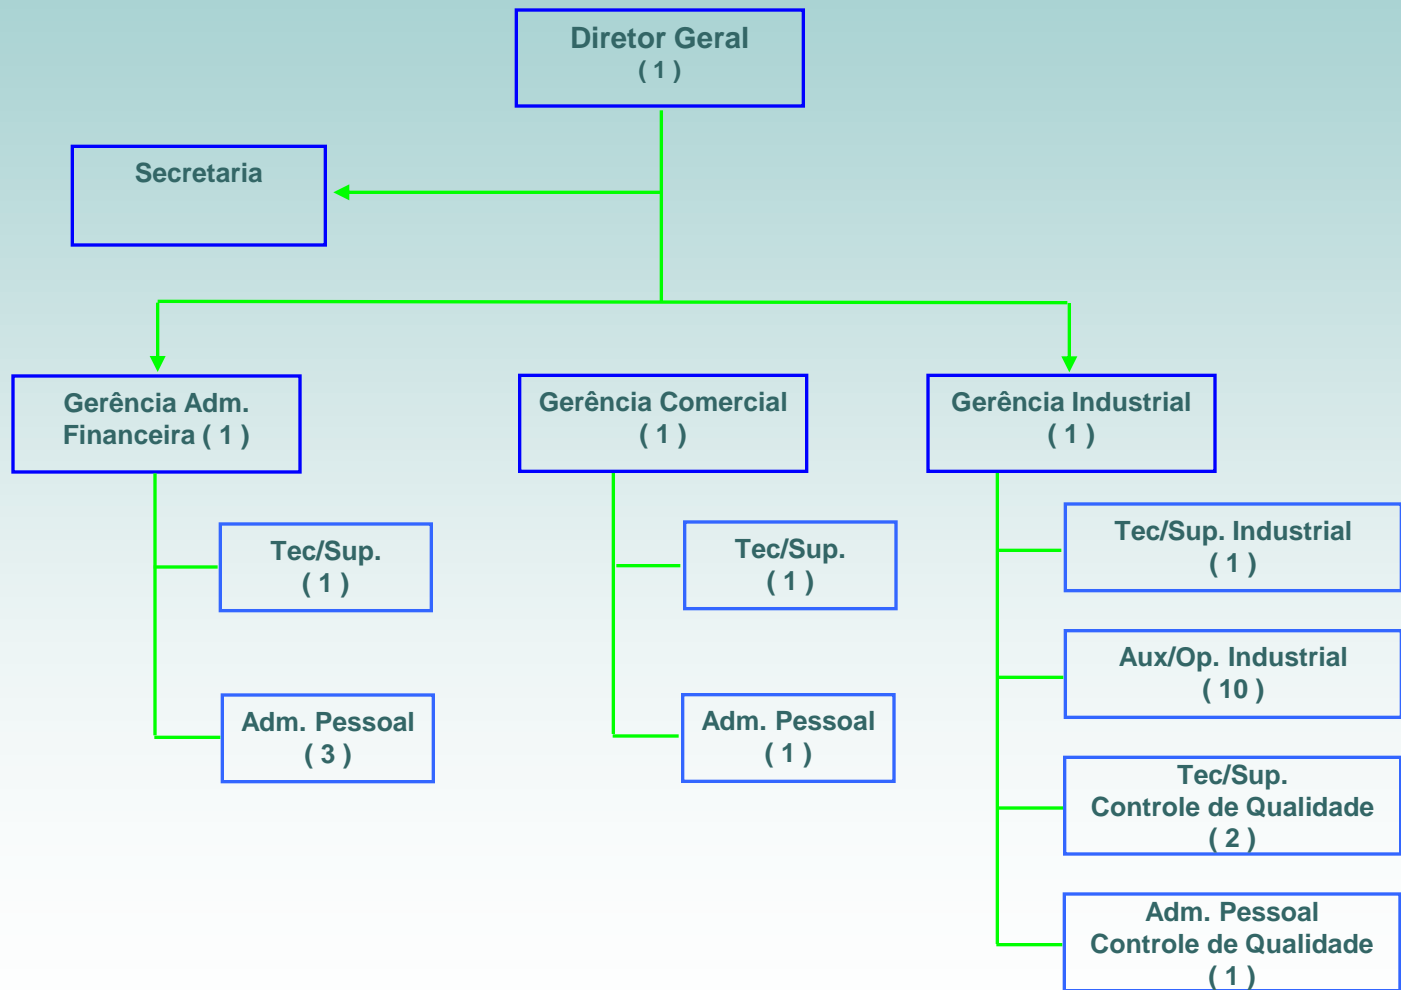 Diretor Geral
( 1 )
Secretaria
Gerência Adm.
Financeira ( 1 )
Gerência Comercial
( 1 )
Gerência Industrial
( 1 )
Tec/Sup.
( 1 )
Adm. Pessoal
( 3 )
Tec/Sup.
( 1 )
Adm. Pessoal
( 1 )
Tec/Sup. Industrial
( 1 )
Aux/Op. Industrial
( 10 )
Tec/Sup.
Controle de Qualidade
( 2 )
Adm. Pessoal
Controle de Qualidade
( 1 )